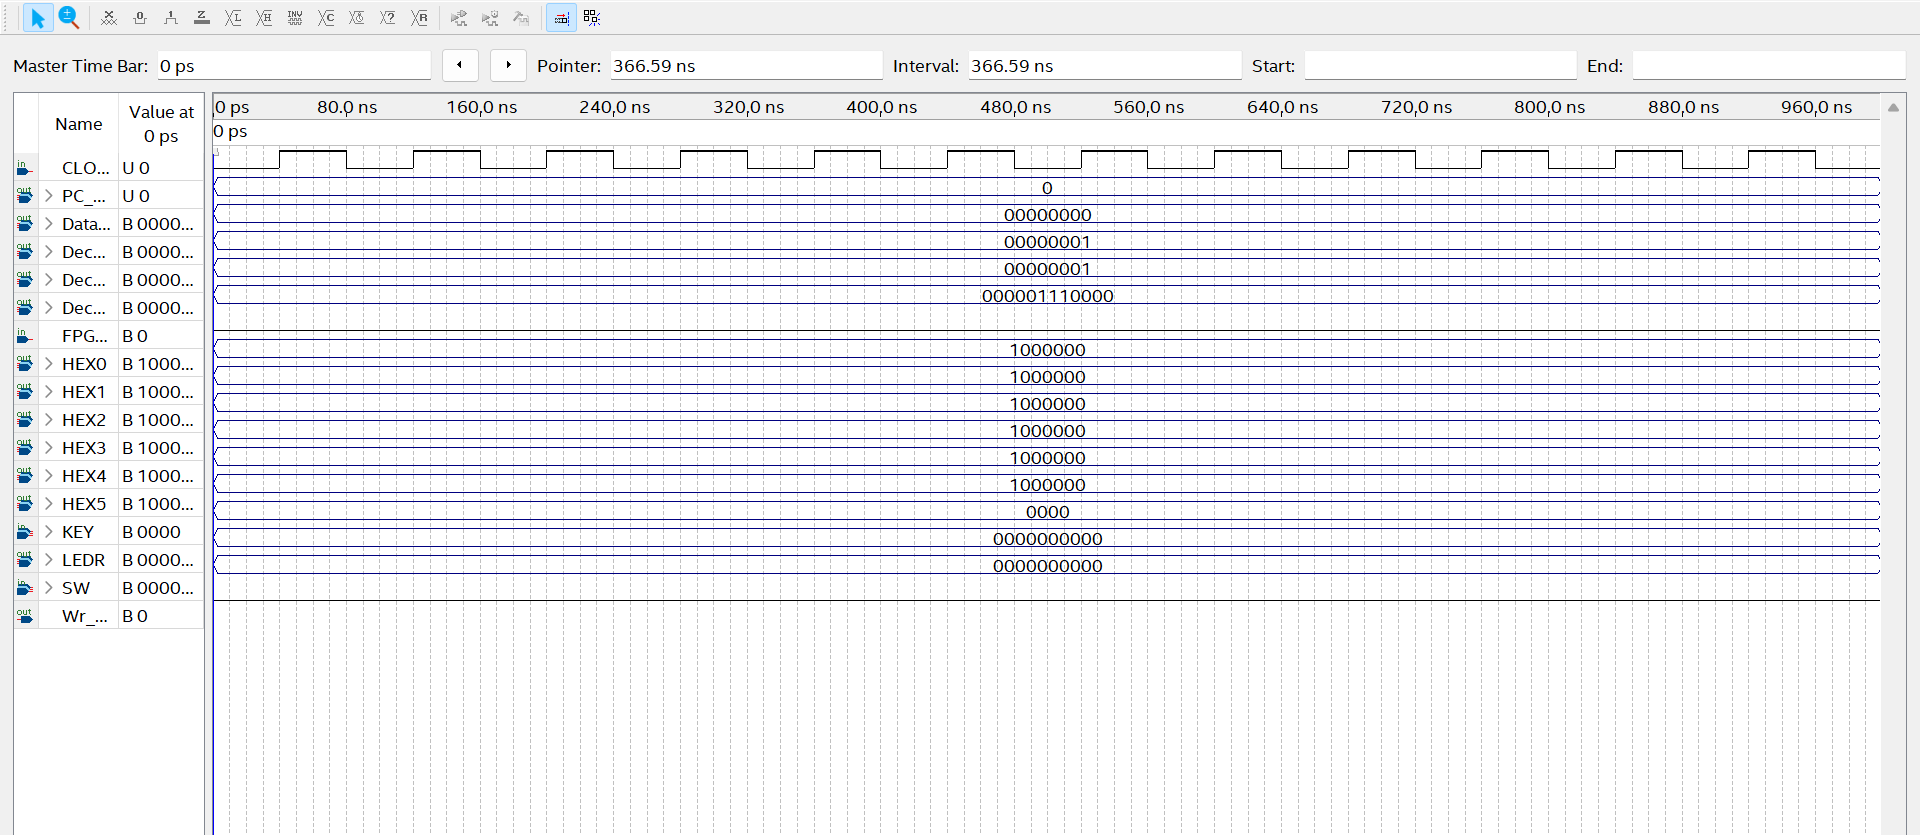 Master Time Bar: 0 ps Pointer: 366.59 ns Interval: 366.59 ns Start: End:
Name Value at 0 ps
0 ps 80.0 ns 160.0 ns 240.0 ns 320.0 ns 400.0 ns 480.0 ns 560.0 ns 640.0 ns 720.0 ns 800.0 ns 880.0 ns 960.0 ns
0 ps
CLO... U 0
PC_... U 0 0
Data... B 0000... 00000000
Dec... B 0000... 00000001
Dec... B 0000... 00000001
Dec... B 0000... 000001110000
FPG... B 0
HEX0 B 1000... 1000000
HEX1 B 1000... 1000000
HEX2 B 1000... 1000000
HEX3 B 1000... 1000000
HEX4 B 1000... 1000000
HEX5 B 1000... 1000000
KEY B 0000 0000
LEDR B 0000... 0000000000
SW B 0000... 0000000000
Wr_... B 0